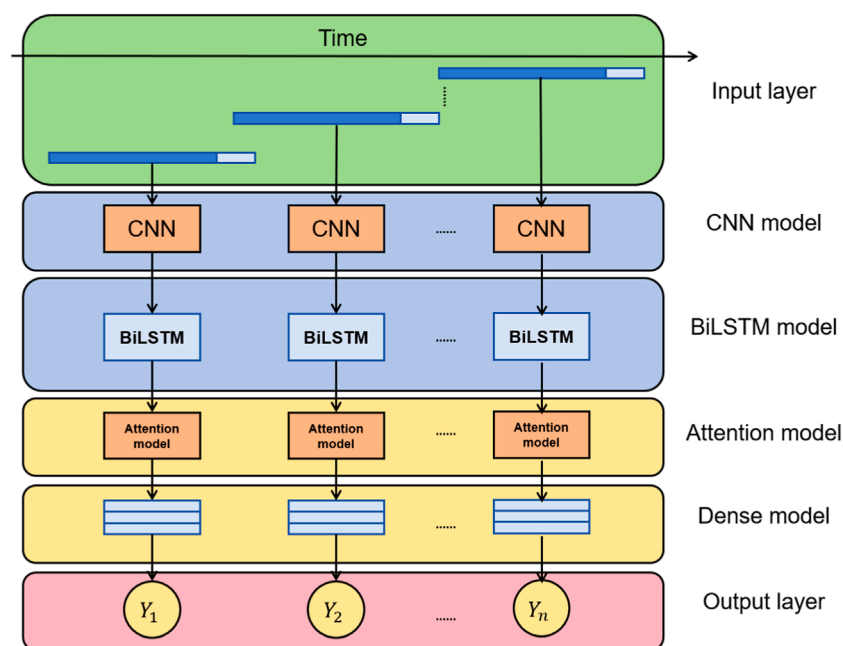 Time
Input layer
CNN CNN ...... CNN
CNN model
BiLSTM BiLSTM ...... BiLSTM
BiLSTM model
Attention model Attention model ...... Attention model
Attention model
......
Dense model
Y₁ Y₂ ...... Yₙ
Output layer